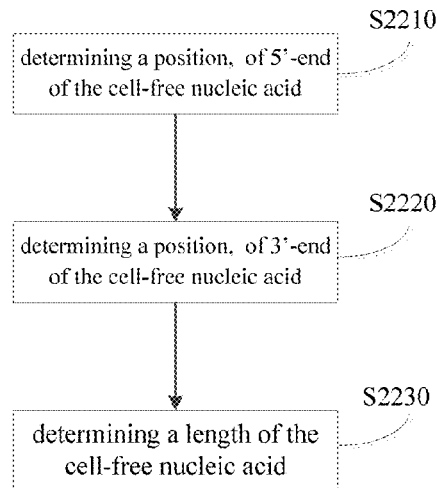 S2210
determining a position, of 5'-end
of the cell-free nucleic acid
S2220
determining a position, of 3'-end
of the cell-free nucleic acid
S2230
determining a length of the
cell-free nucleic acid